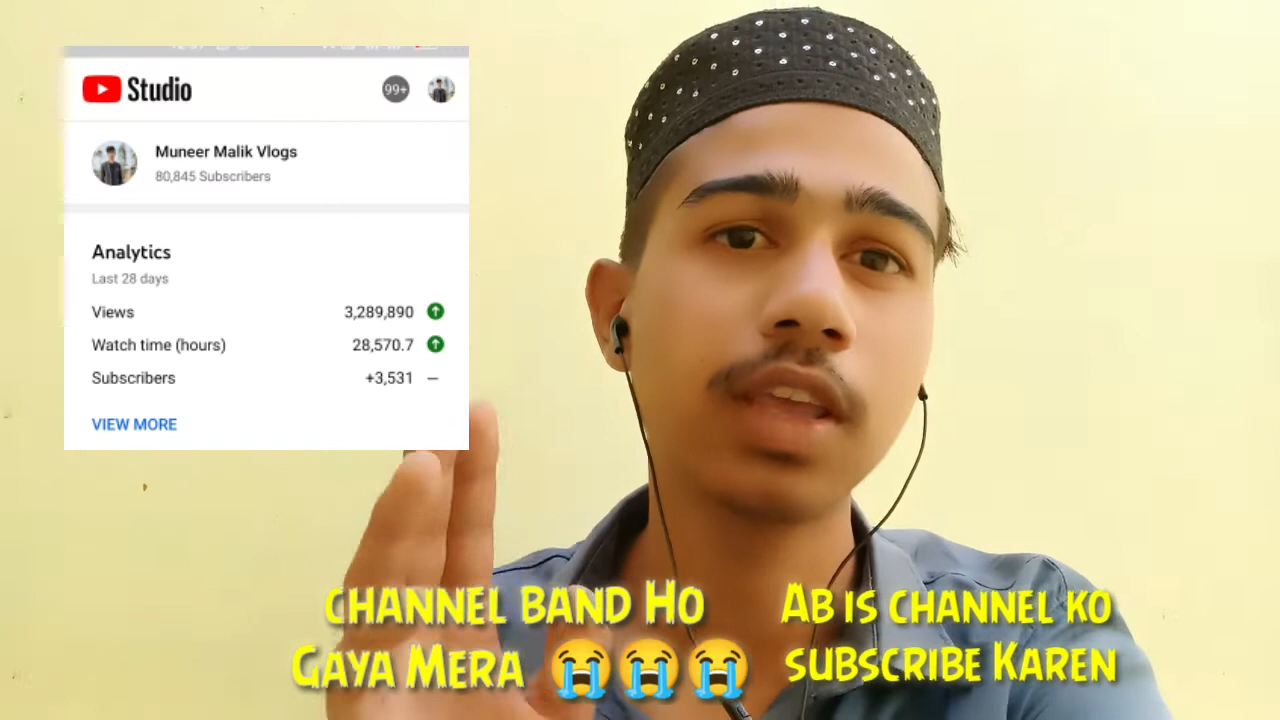 Studio
99+
Muneer Malik Vlogs
80,845 Subscribers
Analytics
Last 28 days
Views 3,289,890
Watch time (hours) 28,570.7
Subscribers +3,531 —
VIEW MORE
CHANNEL BAND HO
GAYA MERA 😭😭😭
AB IS CHANNEL KO
SUBSCRIBE KAREN